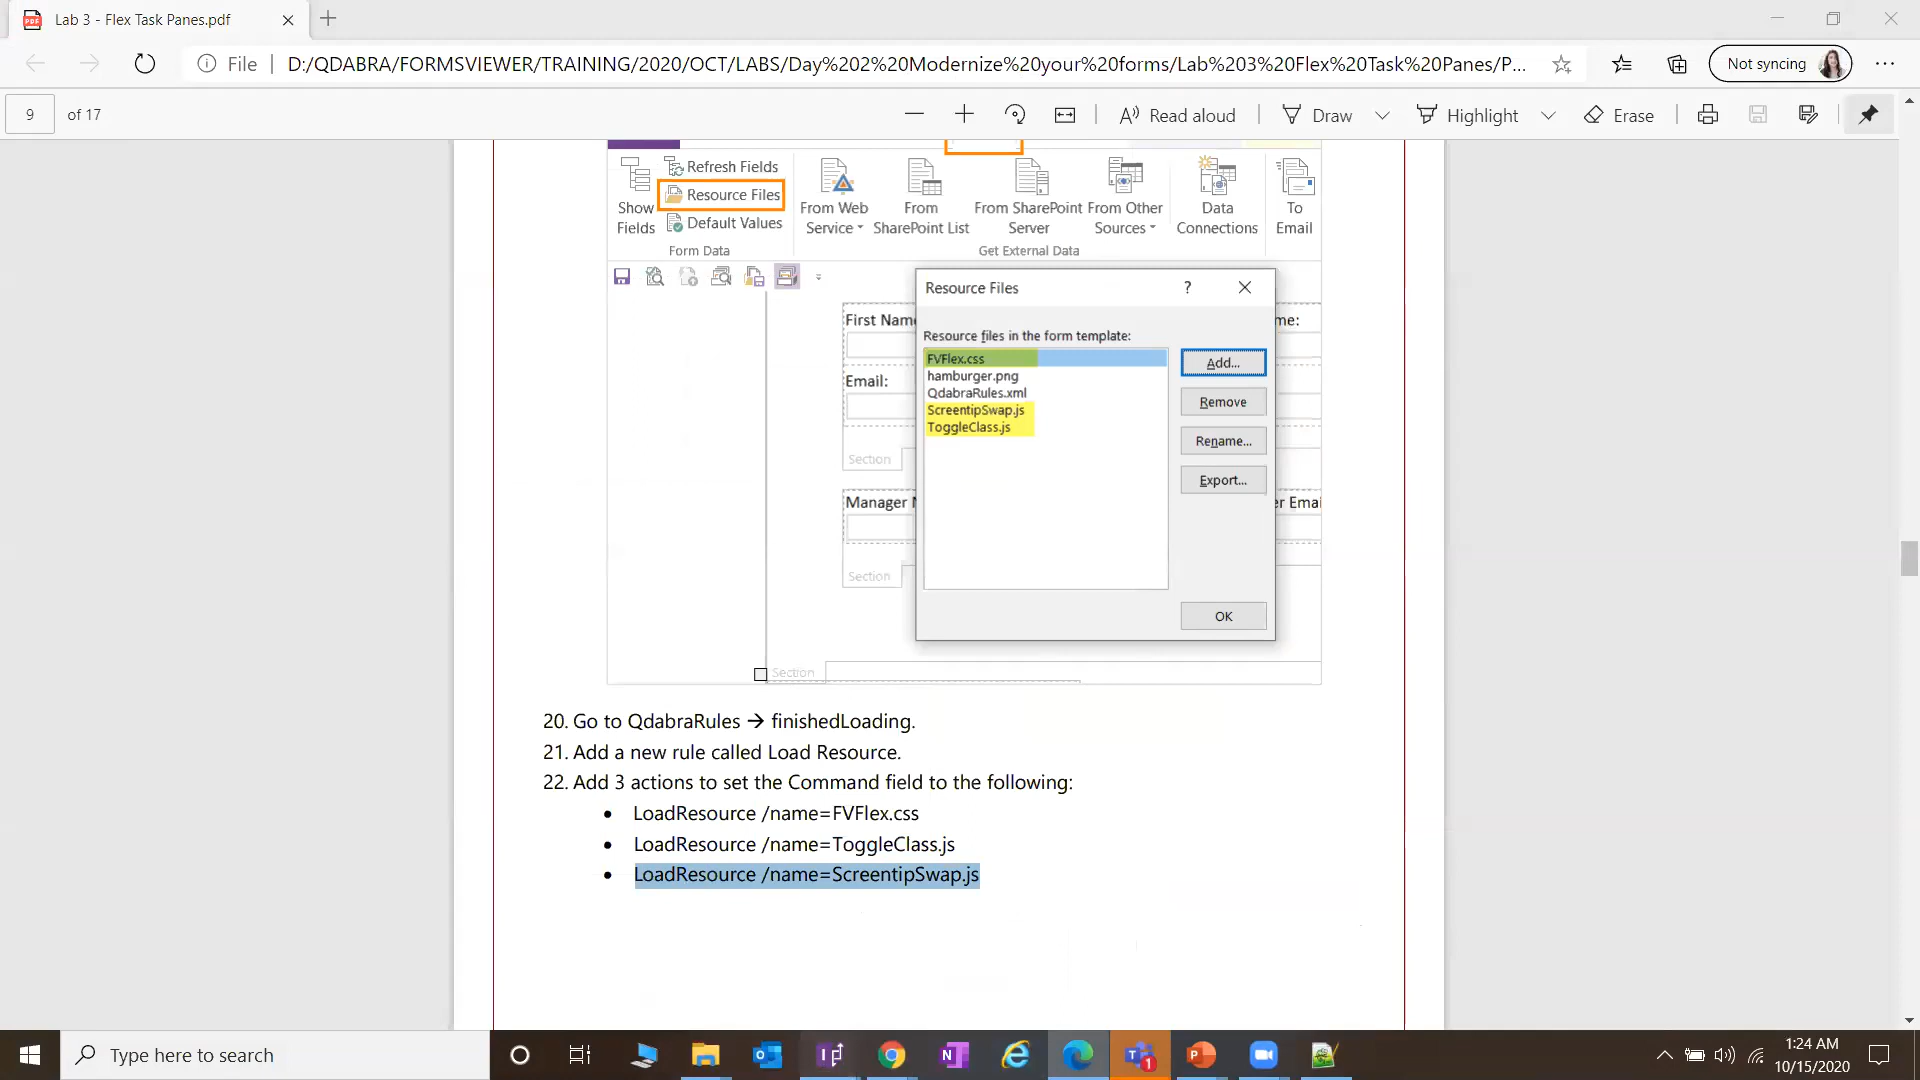 Lab 3 - Flex Task Panes.pdf
File
D:/QDABRA/FORMSVIEWER/TRAINING/2020/OCT/LABS/Day%202%20Modernize%20your%20forms/Lab%203%20Flex%20Task%20Panes/P...
Not syncing
9 of 17
Read aloud
Draw
Highlight
Erase
Show Fields
Refresh Fields
Resource Files
Default Values
Form Data
From Web Service
From SharePoint List
From SharePoint Server
From Other Sources
Get External Data
Data Connections
To Email
Resource Files
?
Resource files in the form template:
FVFlex.css
hamburger.png
QdabraRules.xml
ScreentipSwap.js
ToggleClass.js
Add...
Remove
Rename...
Export...
OK
First Name
me:
Email:
Section
Manager N
er Email
Section
Section
20. Go to QdabraRules → finishedLoading.
21. Add a new rule called Load Resource.
22. Add 3 actions to set the Command field to the following:
• LoadResource /name=FVFlex.css
• LoadResource /name=ToggleClass.js
• LoadResource /name=ScreentipSwap.js
Type here to search
1
1:24 AM
10/15/2020